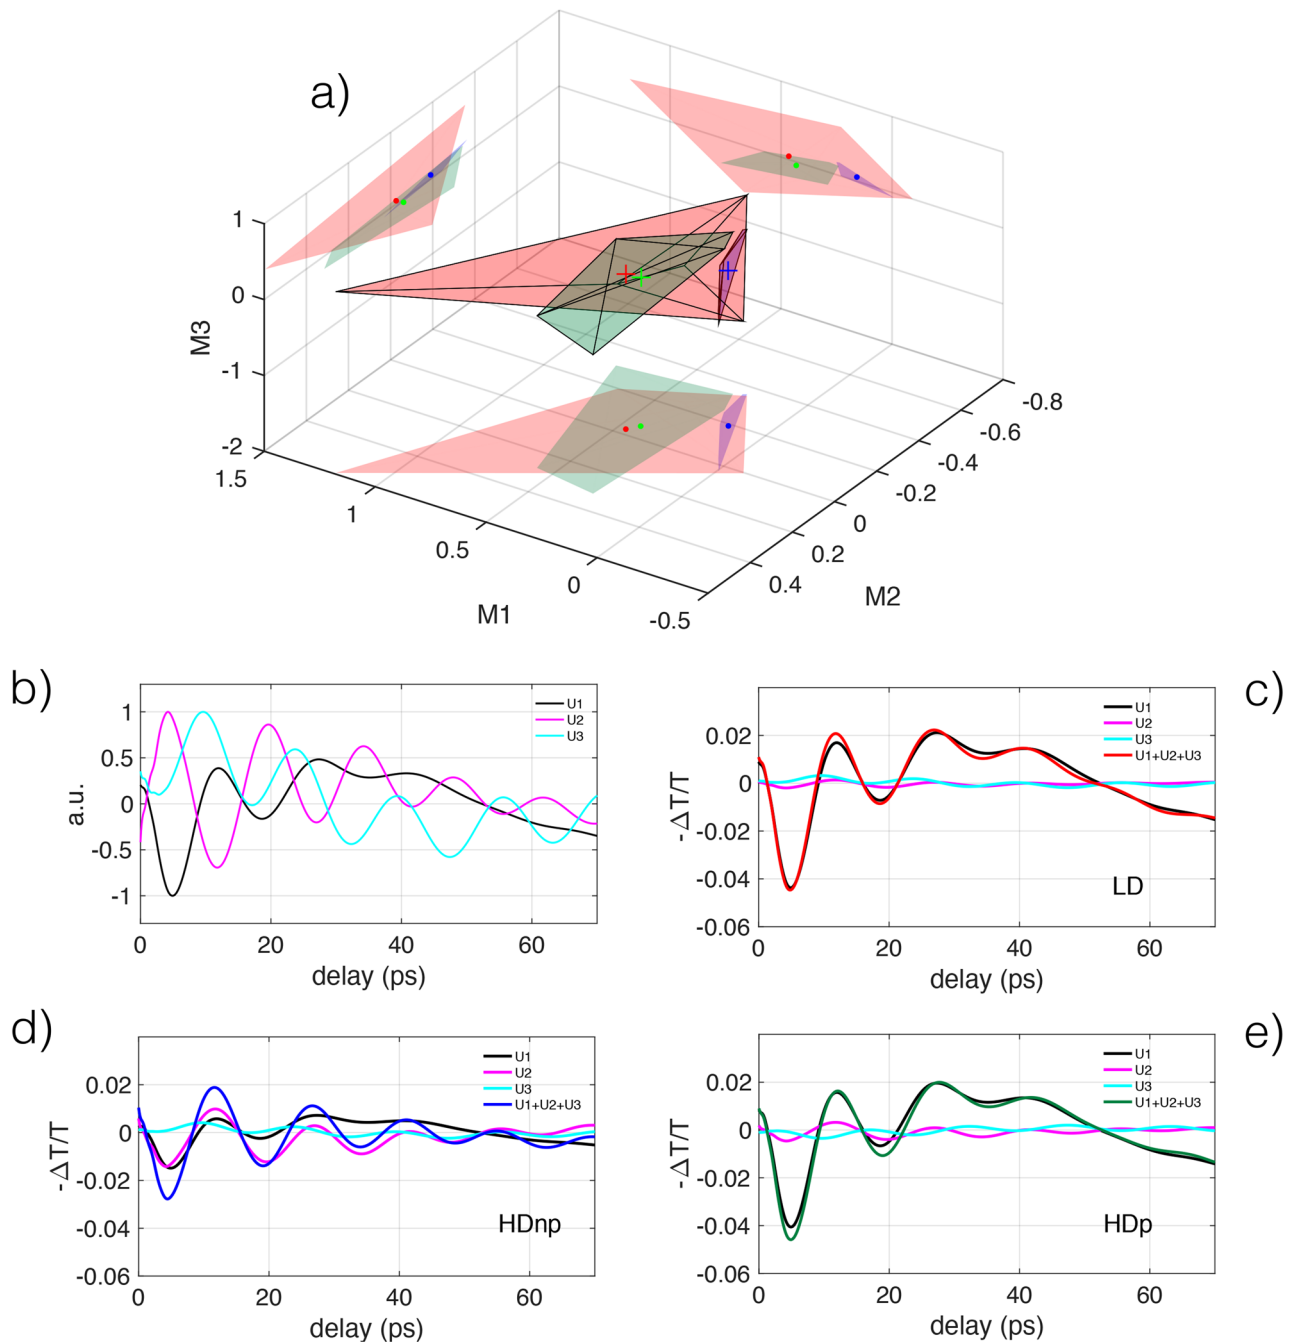 a)
1
0
-1
-2
M3
1.5
1
0.5
0
-0.5
M1
-0.8
-0.6
-0.4
-0.2
0
0.2
0.4
M2
b)
1
0.5
0
-0.5
-1
a.u.
U1
U2
U3
0 20 40 60
delay (ps)
c)
0.02
0
-0.02
-0.04
-0.06
-ΔT/T
U1
U2
U3
U1+U2+U3
LD
0 20 40 60
delay (ps)
d)
0.02
0
-0.02
-0.04
-0.06
-ΔT/T
U1
U2
U3
U1+U2+U3
HDnp
0 20 40 60
delay (ps)
e)
0.02
0
-0.02
-0.04
-0.06
-ΔT/T
U1
U2
U3
U1+U2+U3
HDp
0 20 40 60
delay (ps)